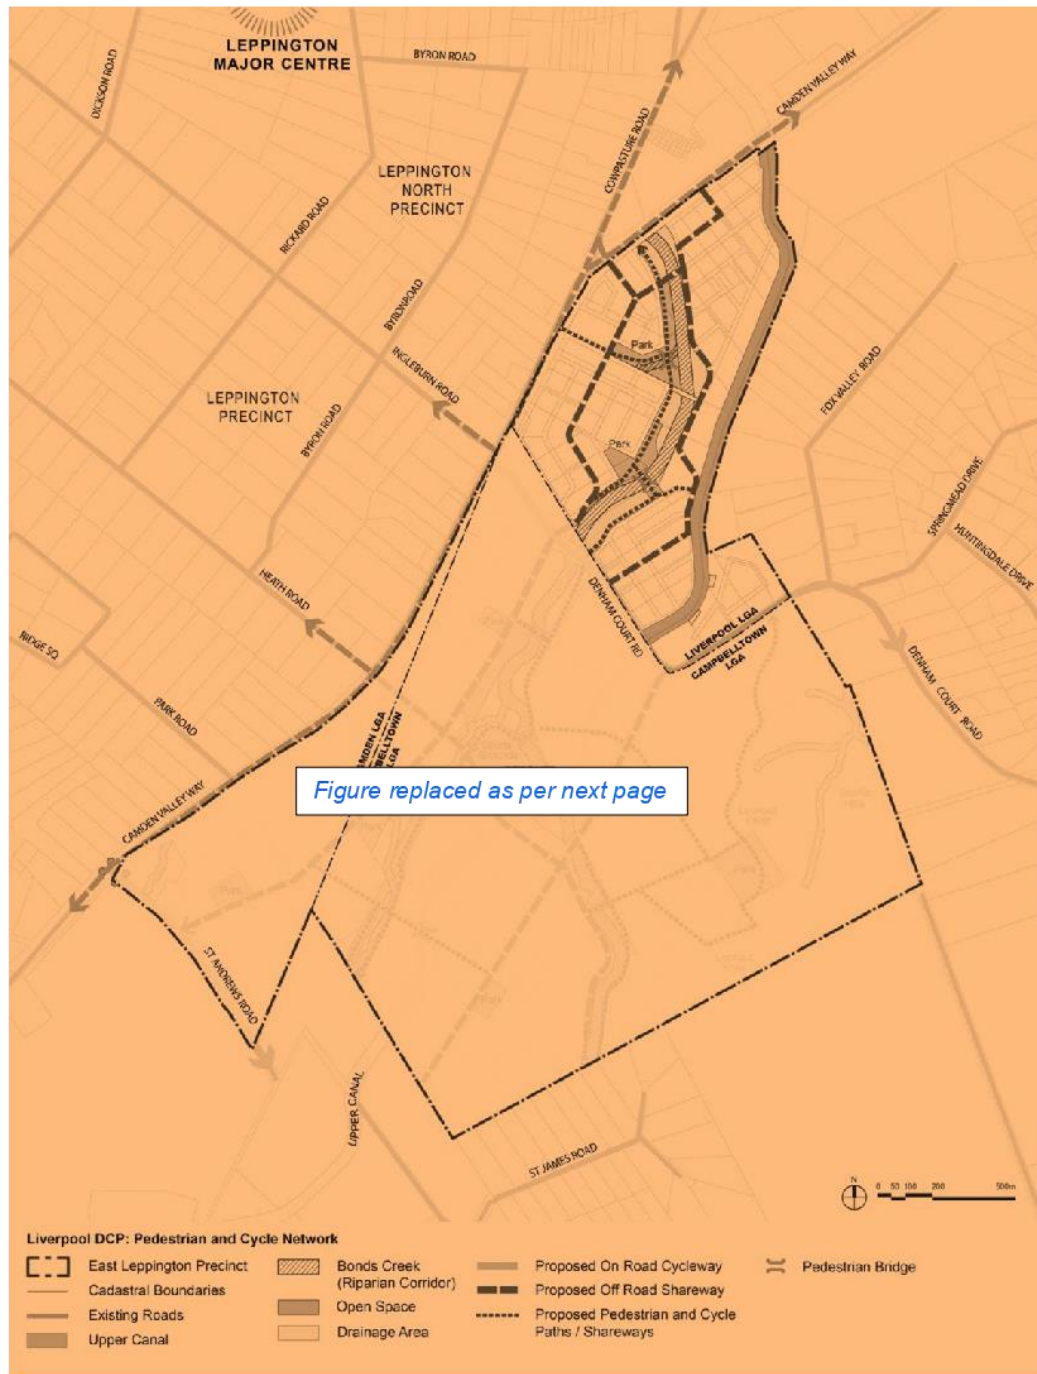 LEPPINGTON
MAJOR CENTRE
BYRON ROAD
DICKSON ROAD
COWPASTURE ROAD
CAMDEN VALLEY WAY
LEPPINGTON
NORTH
PRECINCT
RICKARD ROAD
BYRONROAD
INGLEBURN ROAD
Park
FOX VALLEY ROAD
LEPPINGTON
PRECINCT
BYRON ROAD
Park
SPRINGMEAD DRIVE
HUNTINGDALE DRIVE
HEATH ROAD
DENHAM COURT RD
RIDGE SQ
LIVERPOOL LGA
CAMPBELLTOWN
LGA
DENHAM COURT ROAD
PARK ROAD
CAMDEN VALLEY WAY
Figure replaced as per next page
ST ANDREWS ROAD
UPPER CANAL
ST JAMES ROAD
N
0 50 100 200 500m
Liverpool DCP: Pedestrian and Cycle Network
East Leppington Precinct
Cadastral Boundaries
Existing Roads
Upper Canal
Bonds Creek
(Riparian Corridor)
Open Space
Drainage Area
Proposed On Road Cycleway
Proposed Off Road Shareway
Proposed Pedestrian and Cycle
Paths / Shareways
Pedestrian Bridge